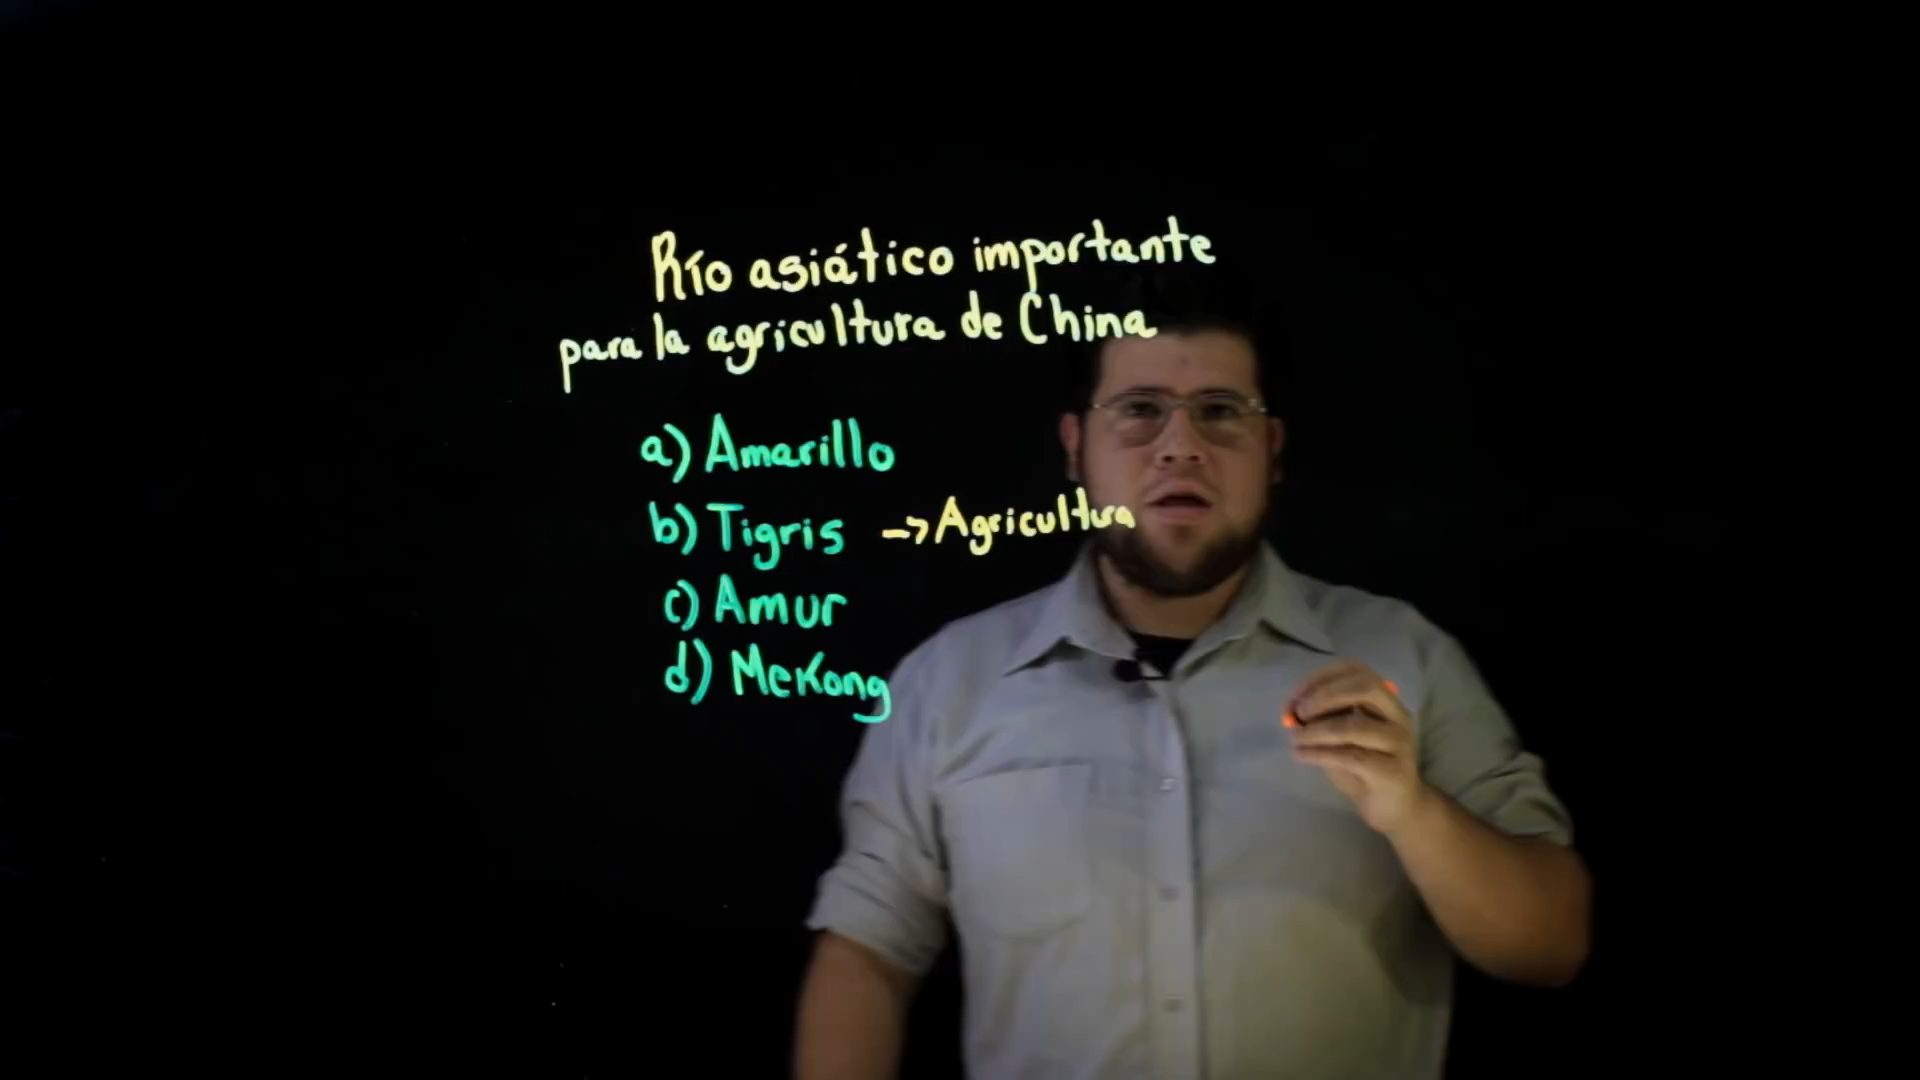 Río asiático importante
para la agricultura de China
a) Amarillo
b) Tigris -> Agricultura
c) Amur
d) Mekong